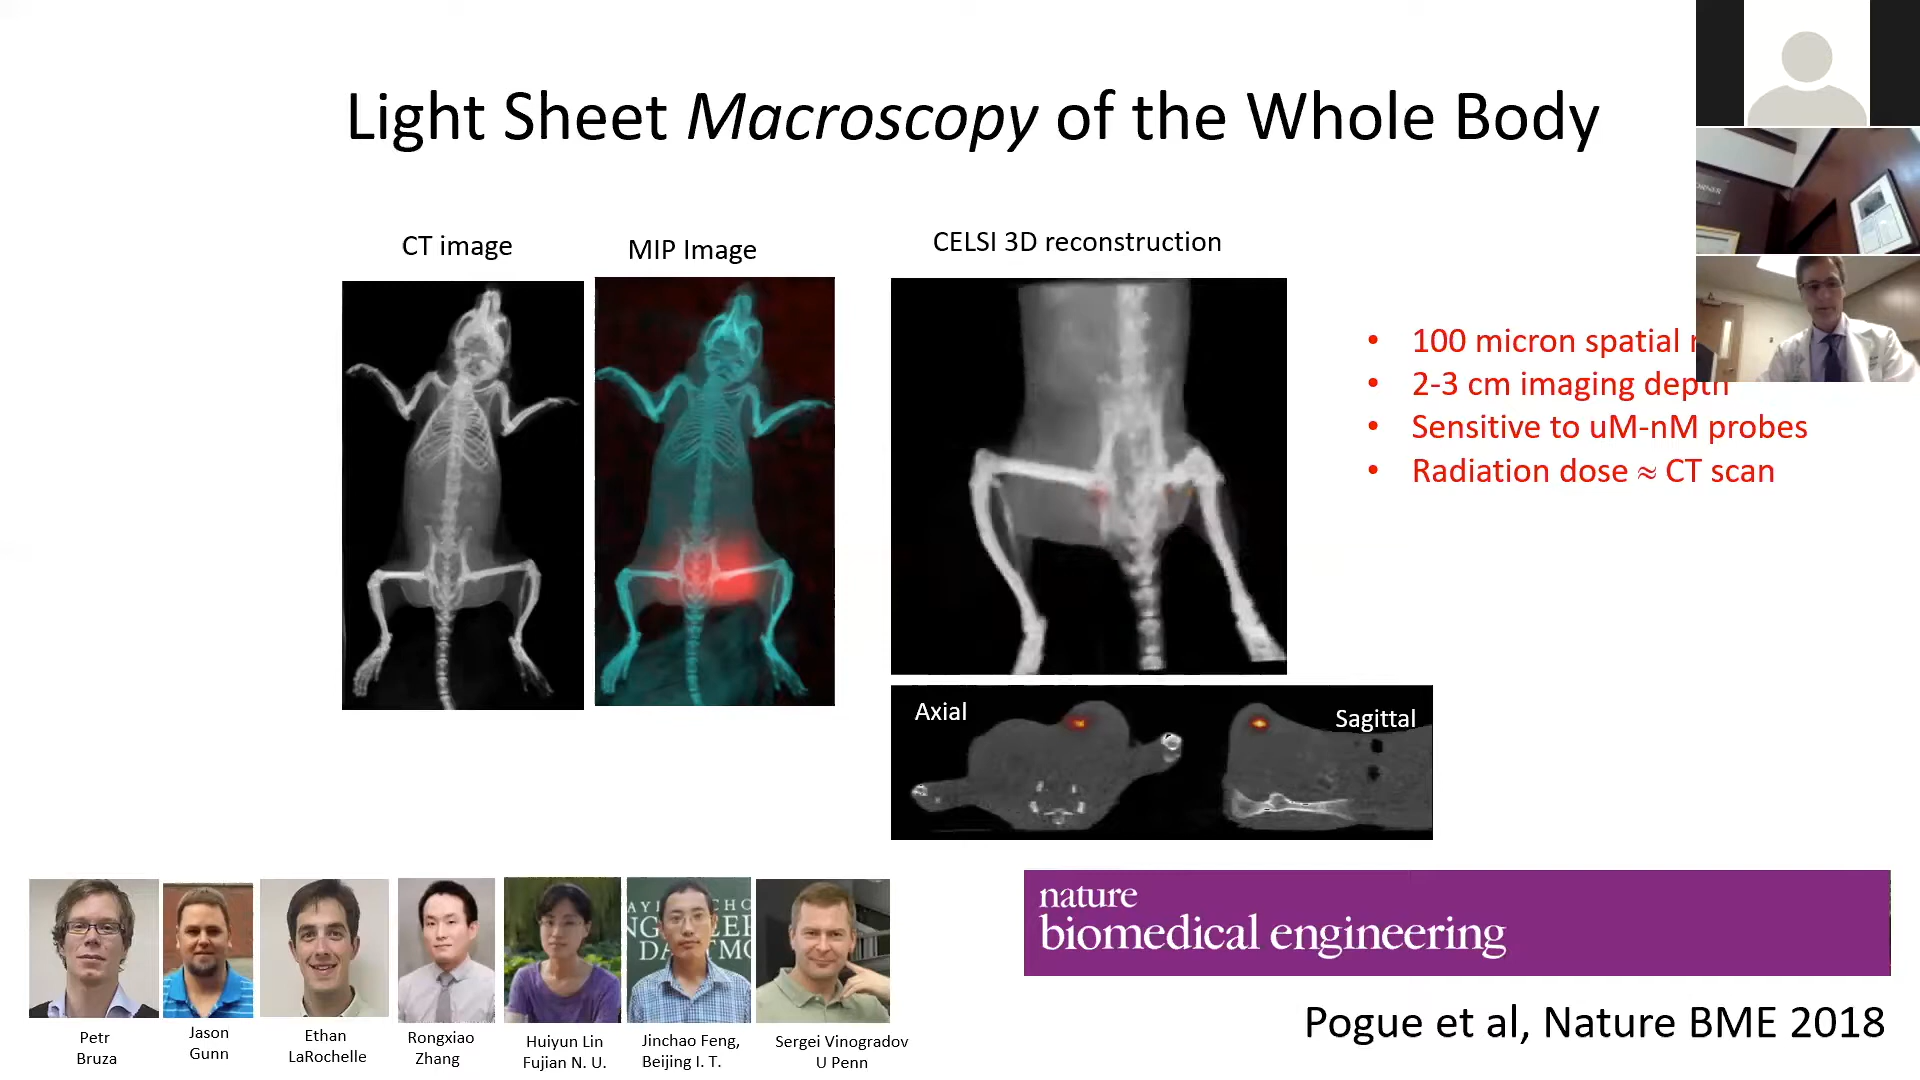 Light Sheet Macroscopy of the Whole Body
CT image
MIP Image
CELSI 3D reconstruction
• 100 micron spatial
• 2-3 cm imaging depth
• Sensitive to uM-nM probes
• Radiation dose ≈ CT scan
Axial
Sagittal
Petr
Bruza
Jason
Gunn
Ethan
LaRochelle
Rongxiao
Zhang
Huiyun Lin
Fujian N. U.
Jinchao Feng,
Beijing I. T.
Sergei Vinogradov
U Penn
nature
biomedical engineering
Pogue et al, Nature BME 2018